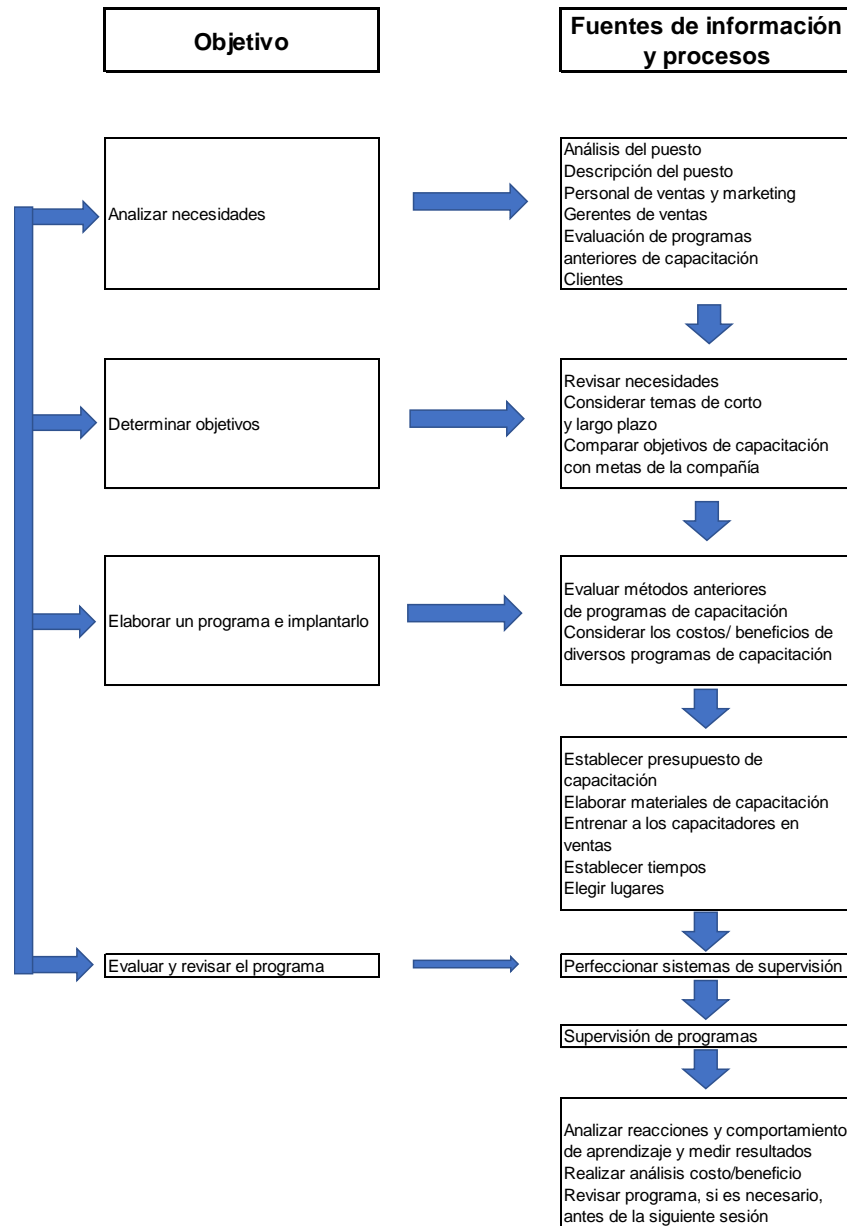 Objetivo
Fuentes de información
y procesos
Analizar necesidades
Análisis del puesto
Descripción del puesto
Personal de ventas y marketing
Gerentes de ventas
Evaluación de programas
anteriores de capacitación
Clientes
Determinar objetivos
Revisar necesidades
Considerar temas de corto
y largo plazo
Comparar objetivos de capacitación
con metas de la compañía
Elaborar un programa e implantarlo
Evaluar métodos anteriores
de programas de capacitación
Considerar los costos/ beneficios de
diversos programas de capacitación
Establecer presupuesto de
capacitación
Elaborar materiales de capacitación
Entrenar a los capacitadores en
ventas
Establecer tiempos
Elegir lugares
Evaluar y revisar el programa
Perfeccionar sistemas de supervisión
Supervisión de programas
Analizar reacciones y comportamiento
de aprendizaje y medir resultados
Realizar análisis costo/beneficio
Revisar programa, si es necesario,
antes de la siguiente sesión